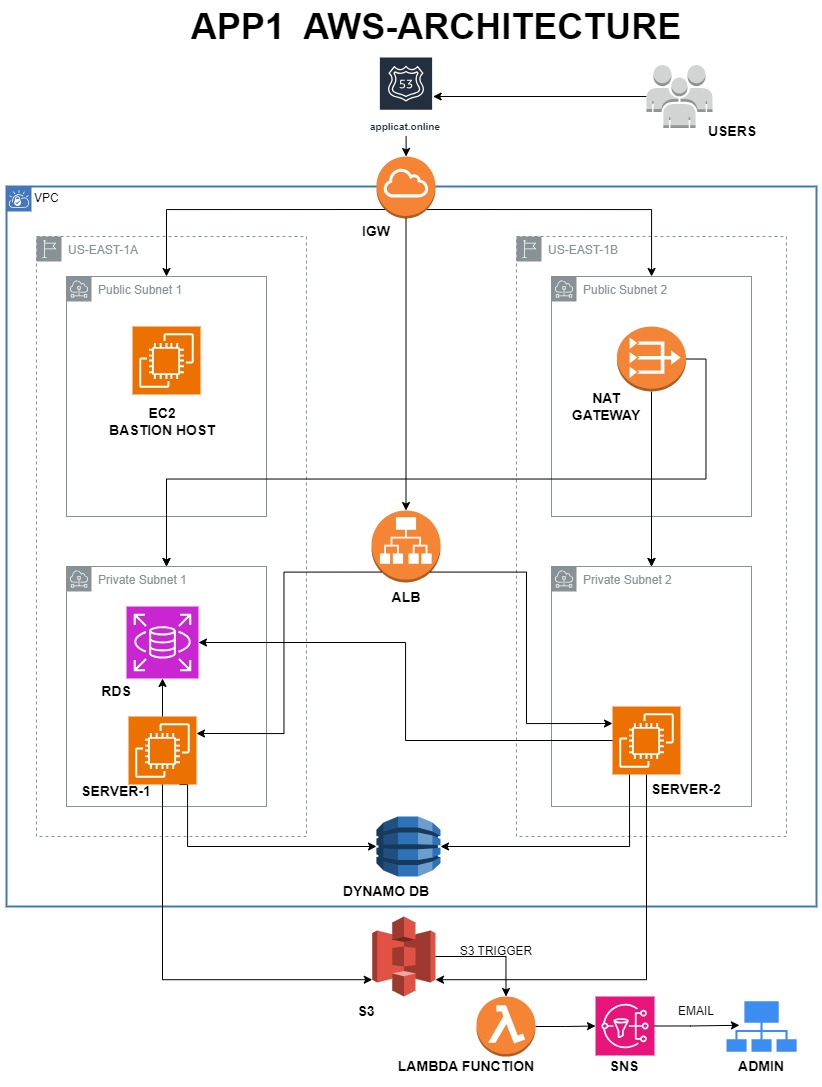 APP1 AWS-ARCHITECTURE
53
applicat.online
USERS
VPC
IGW
US-EAST-1A
US-EAST-1B
Public Subnet 1
Public Subnet 2
EC2
BASTION HOST
NAT
GATEWAY
Private Subnet 1
Private Subnet 2
ALB
RDS
SERVER-1
SERVER-2
DYNAMO DB
S3 TRIGGER
S3
EMAIL
LAMBDA FUNCTION
SNS
ADMIN